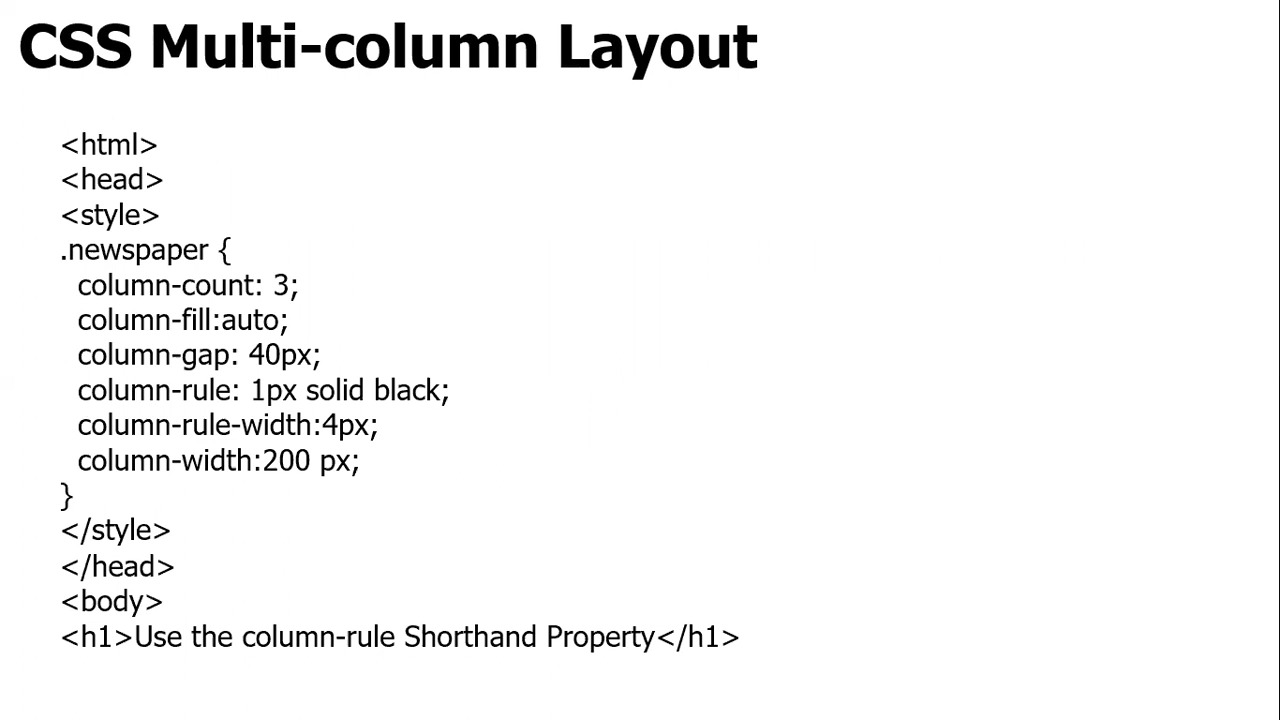 CSS Multi-column Layout
<html>
<head>
<style>
.newspaper {
column-count: 3;
column-fill:auto;
column-gap: 40px;
column-rule: 1px solid black;
column-rule-width:4px;
column-width:200 px;
}
</style>
</head>
<body>
<h1>Use the column-rule Shorthand Property</h1>